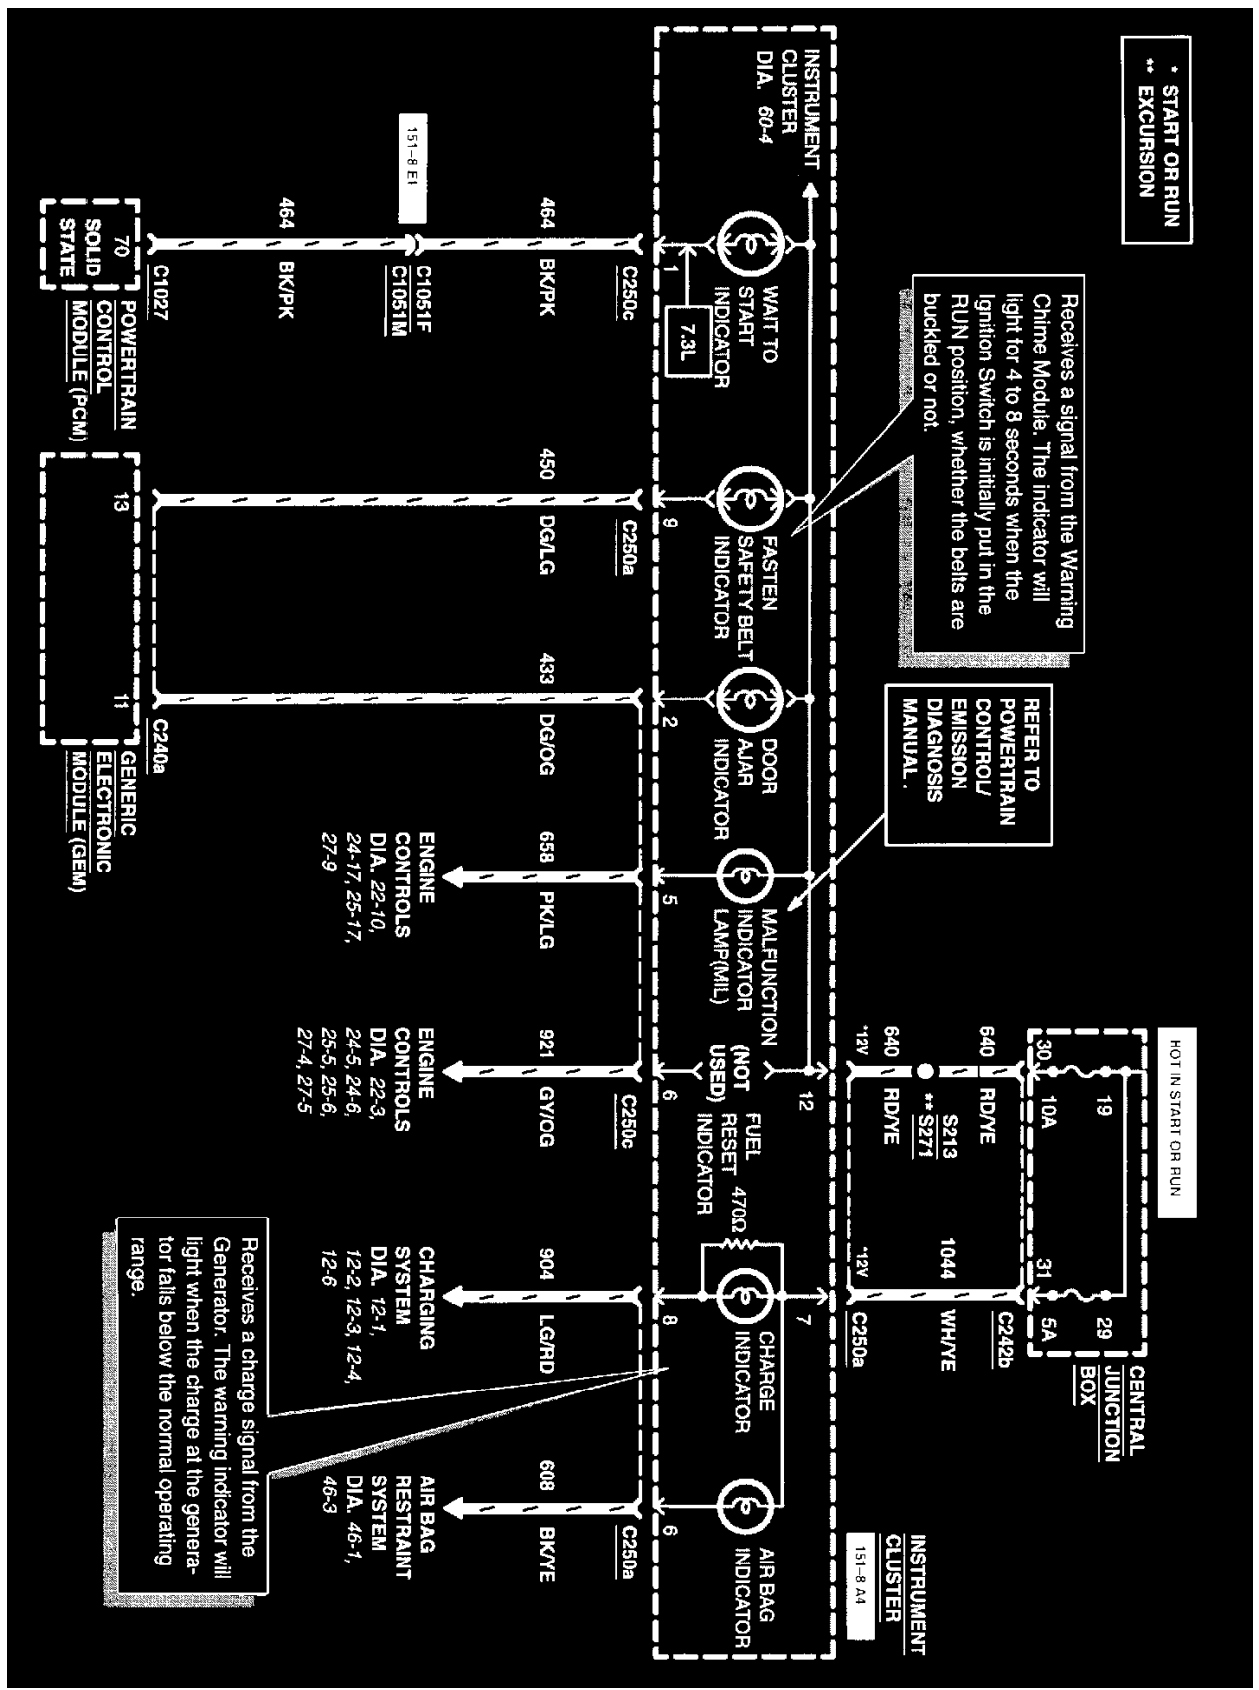 * START OR RUN
** EXCURSION
HOT IN START OR RUN
19
10A
30
29
5A
31
CENTRAL
JUNCTION
BOX
C242b
640
RD/YE
S213
** S271
640
RD/YE
*12V
1044
WH/YE
*12V
C250a
INSTRUMENT
CLUSTER
151-8 A4
Receives a signal from the Warning
Chime Module. The indicator will
light for 4 to 8 seconds when the
Ignition Switch is initially put in the
RUN position, whether the belts are
buckled or not.
REFER TO
POWERTRAIN
CONTROL/
EMISSION
DIAGNOSIS
MANUAL.
INSTRUMENT
CLUSTER
DIA. 60-4
12
7
WAIT TO
START
INDICATOR
7.3L
FASTEN
SAFETY BELT
INDICATOR
DOOR
AJAR
INDICATOR
MALFUNCTION
INDICATOR
LAMP(MIL)
(NOT
USED)
FUEL
RESET
INDICATOR
470Ω
CHARGE
INDICATOR
AIR BAG
INDICATOR
1
9
2
5
6
8
6
C250c
C250a
C250c
C250a
464
BK/PK
450
DG/LG
433
DG/OG
658
PK/LG
921
GY/OG
904
LG/RD
608
BK/YE
151-8 E1
C1051F
C1051M
464
BK/PK
C1027
70
SOLID
STATE
POWERTRAIN
CONTROL
MODULE (PCM)
C240a
13
11
GENERIC
ELECTRONIC
MODULE (GEM)
ENGINE
CONTROLS
DIA. 22-10,
24-17, 25-17,
27-9
ENGINE
CONTROLS
DIA. 22-3,
24-5, 24-6,
25-5, 25-6,
27-4, 27-5
CHARGING
SYSTEM
DIA. 12-1,
12-2, 12-3, 12-4,
12-6
AIR BAG
RESTRAINT
SYSTEM
DIA. 46-1,
46-3
Receives a charge signal from the
Generator. The warning indicator will
light when the charge at the genera-
tor falls below the normal operating
range.